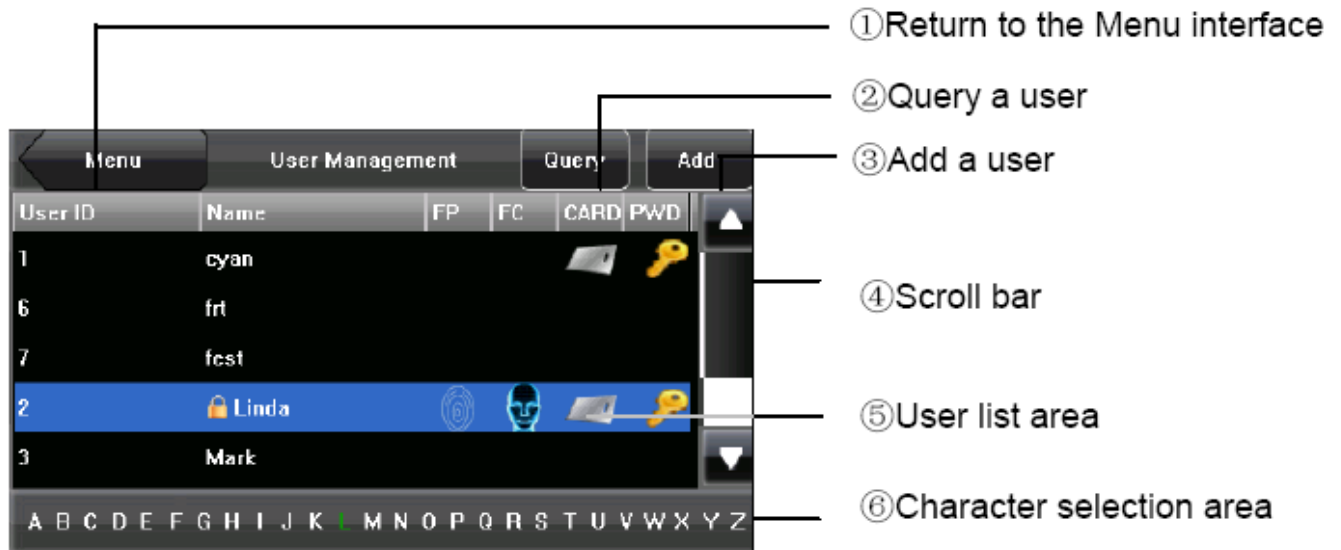 ①Return to the Menu interface
②Query a user
③Add a user
Menu User Management Query Add
User ID Name FP FC CARD PWD
1 cyan
6 frt
④Scroll bar
7 fest
2 Linda
⑤User list area
3 Mark
⑥Character selection area
A B C D E F G H I J K L M N O P Q R S T U V W X Y Z